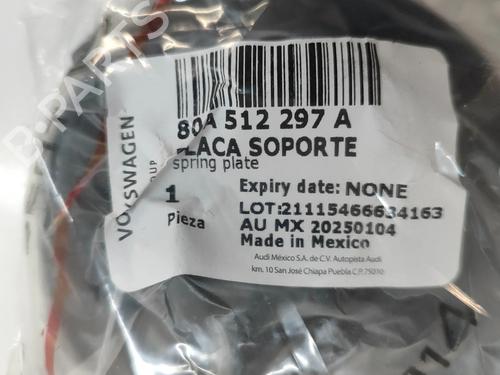 80A 512 297 A
PLACA SOPORTE
spring plate
1
Pieza
Expiry date: NONE
LOT:21115466634163
AU MX 20250104
Made in Mexico
Audi México S.A. de C.V. Autopista Audi
km. 10 San José Chiapa Puebla C.P. 75010
VOLKSWAGEN
B-PARTS